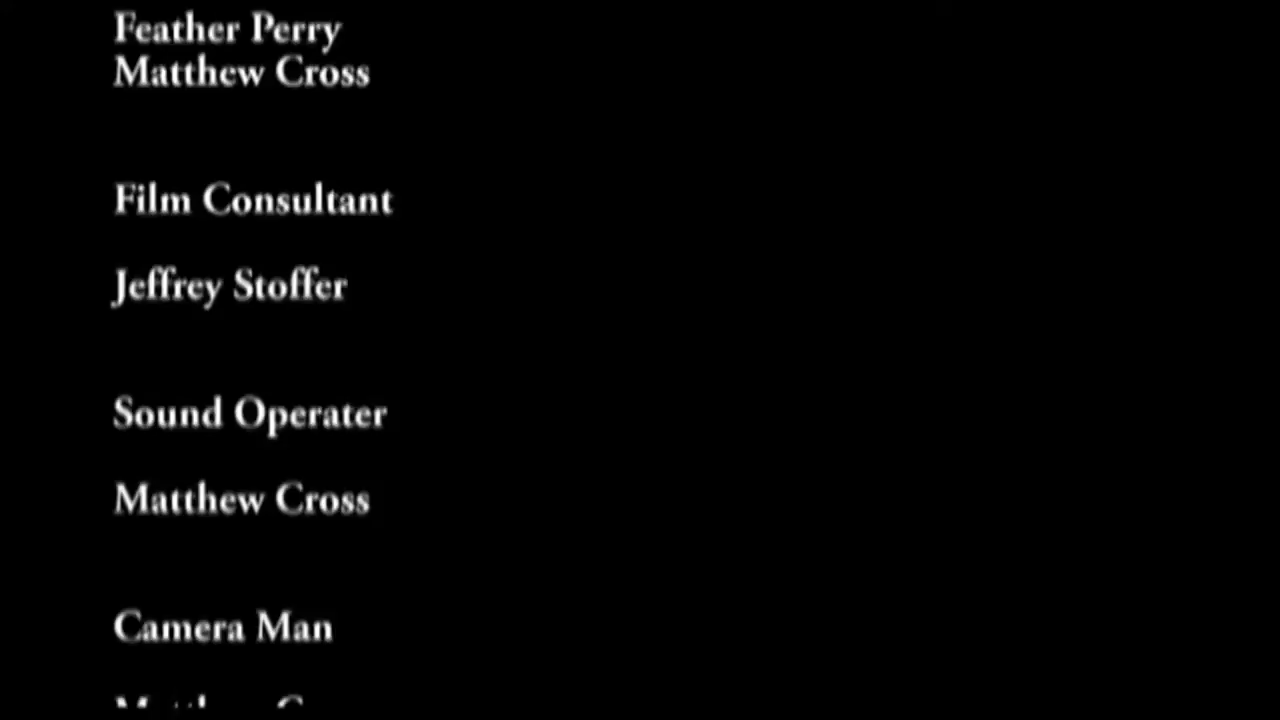 Feather Perry
Matthew Cross
Film Consultant
Jeffrey Stoffer
Sound Operater
Matthew Cross
Camera Man